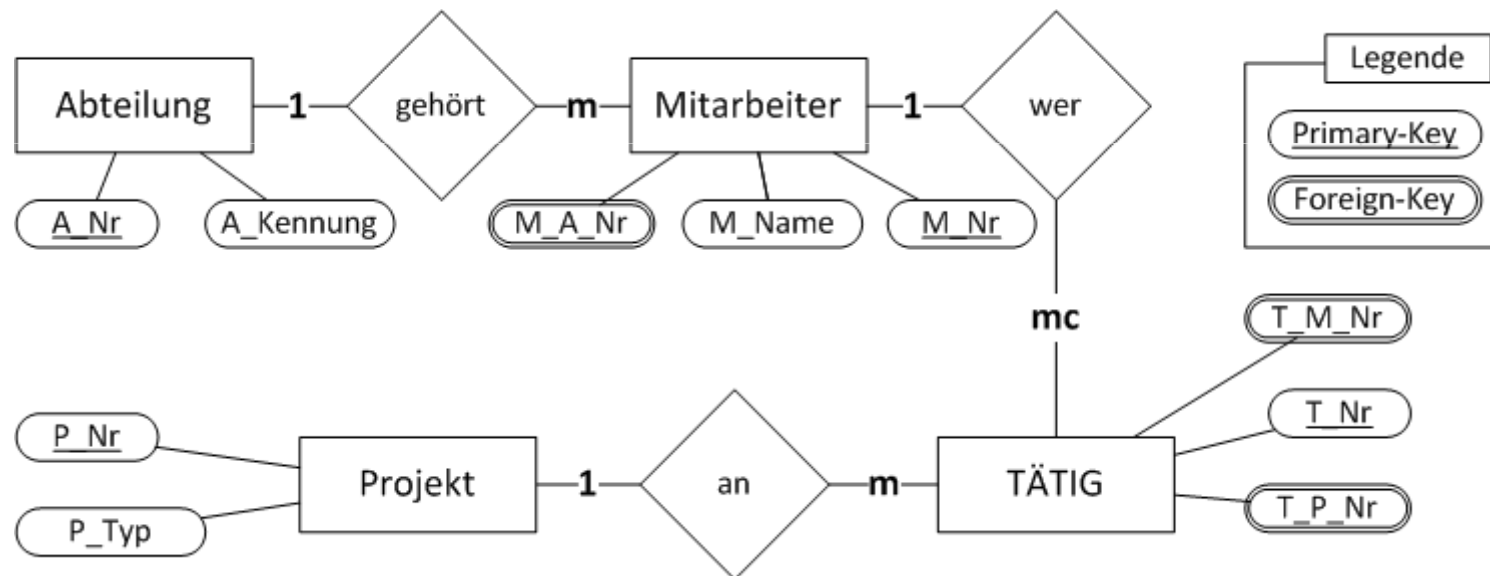 Abteilung
1
gehört
m
Mitarbeiter
1
wer
Legende
Primary-Key
Foreign-Key
A_Nr
A_Kennung
M_A_Nr
M_Name
M_Nr
mc
T_M_Nr
T_Nr
T_P_Nr
P_Nr
P_Typ
Projekt
1
an
m
TÄTIG